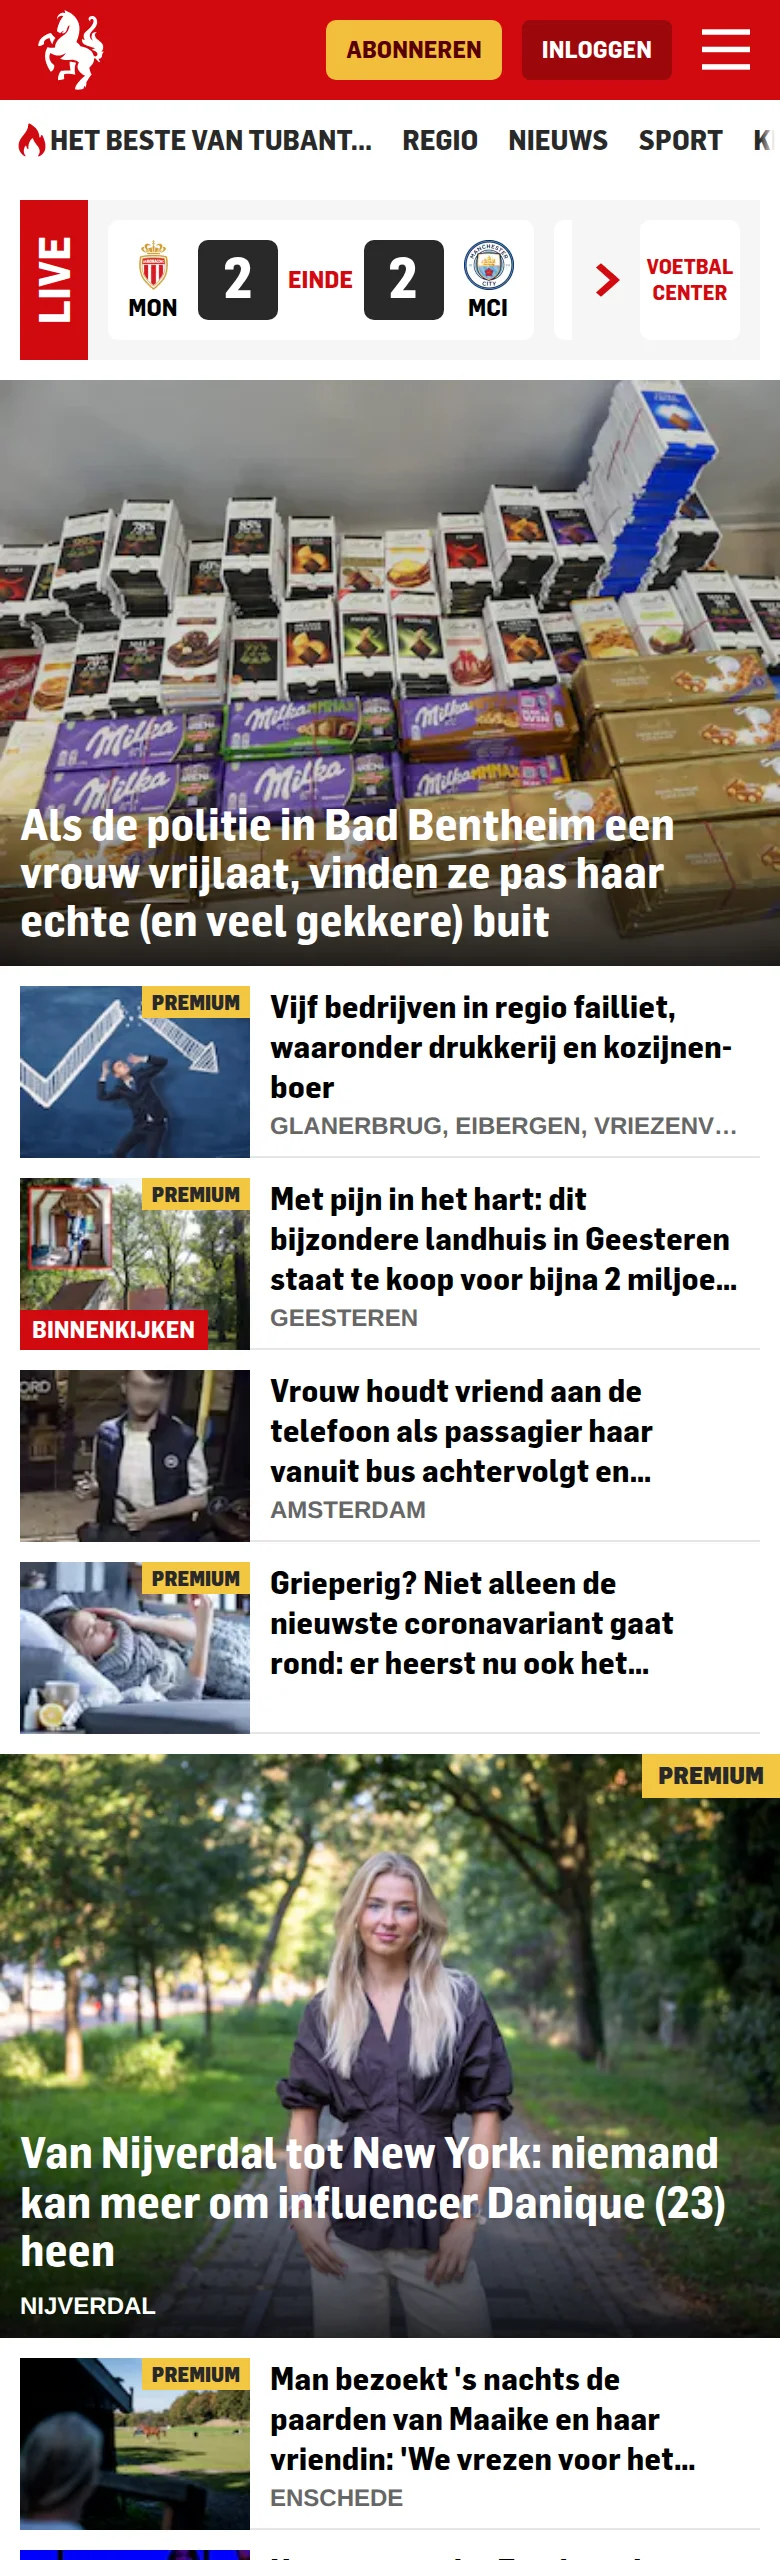 ABONNEREN
INLOGGEN
HET BESTE VAN TUBANT...
REGIO
NIEUWS
SPORT
LIVE
MON
2
EINDE
2
MCI
VOETBAL
CENTER
Milka
Milka
Milka
Milka
Als de politie in Bad Bentheim een
vrouw vrijlaat, vinden ze pas haar
echte (en veel gekkere) buit
PREMIUM
Vijf bedrijven in regio failliet,
waaronder drukkerij en kozijnen-
boer
GLANERBRUG, EIBERGEN, VRIEZENV...
PREMIUM
BINNENKIJKEN
Met pijn in het hart: dit
bijzondere landhuis in Geesteren
staat te koop voor bijna 2 miljoe...
GEESTEREN
Vrouw houdt vriend aan de
telefoon als passagier haar
vanuit bus achtervolgt en...
AMSTERDAM
PREMIUM
Grieperig? Niet alleen de
nieuwste coronavariant gaat
rond: er heerst nu ook het...
PREMIUM
Van Nijverdal tot New York: niemand
kan meer om influencer Danique (23)
heen
NIJVERDAL
PREMIUM
Man bezoekt 's nachts de
paarden van Maaike en haar
vriendin: 'We vrezen voor het...
ENSCHEDE